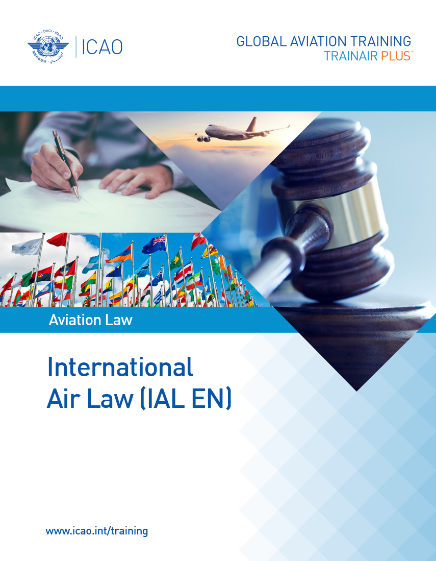 ICAO
GLOBAL AVIATION TRAINING
TRAINAIR PLUS
Aviation Law
International
Air Law (IAL EN)
www.icao.int/training